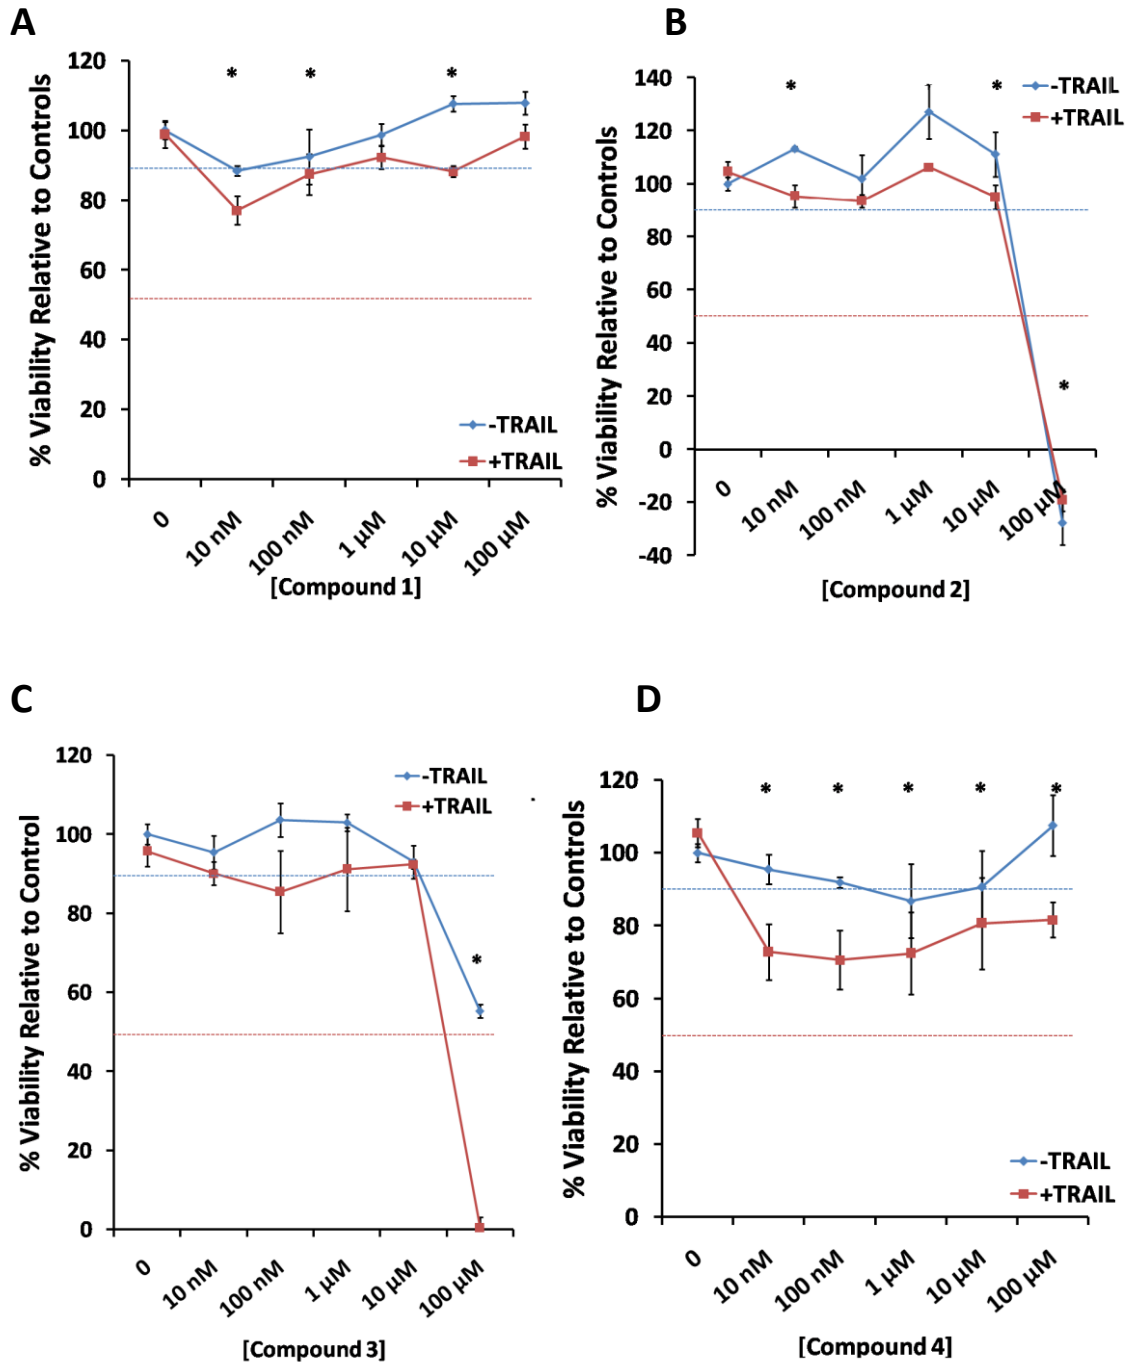 A
% Viability Relative to Controls
120
100
80
60
40
20
0
* * *
-TRAIL
+TRAIL
0 10 nM 100 nM 1 µM 10 µM 100 µM
[Compound 1]
B
% Viability Relative to Controls
140
120
100
80
60
40
20
0
-20
-40
* * *
-TRAIL
+TRAIL
0 10 nM 100 nM 1 µM 10 µM 100 µM
[Compound 2]
C
% Viability Relative to Control
120
100
80
60
40
20
0
-TRAIL
+TRAIL
*
0 10 nM 100 nM 1 µM 10 µM 100 µM
[Compound 3]
D
% Viability Relative to Controls
120
100
80
60
40
20
0
* * * * *
-TRAIL
+TRAIL
0 10 nM 100 nM 1 µM 10 µM 100 µM
[Compound 4]